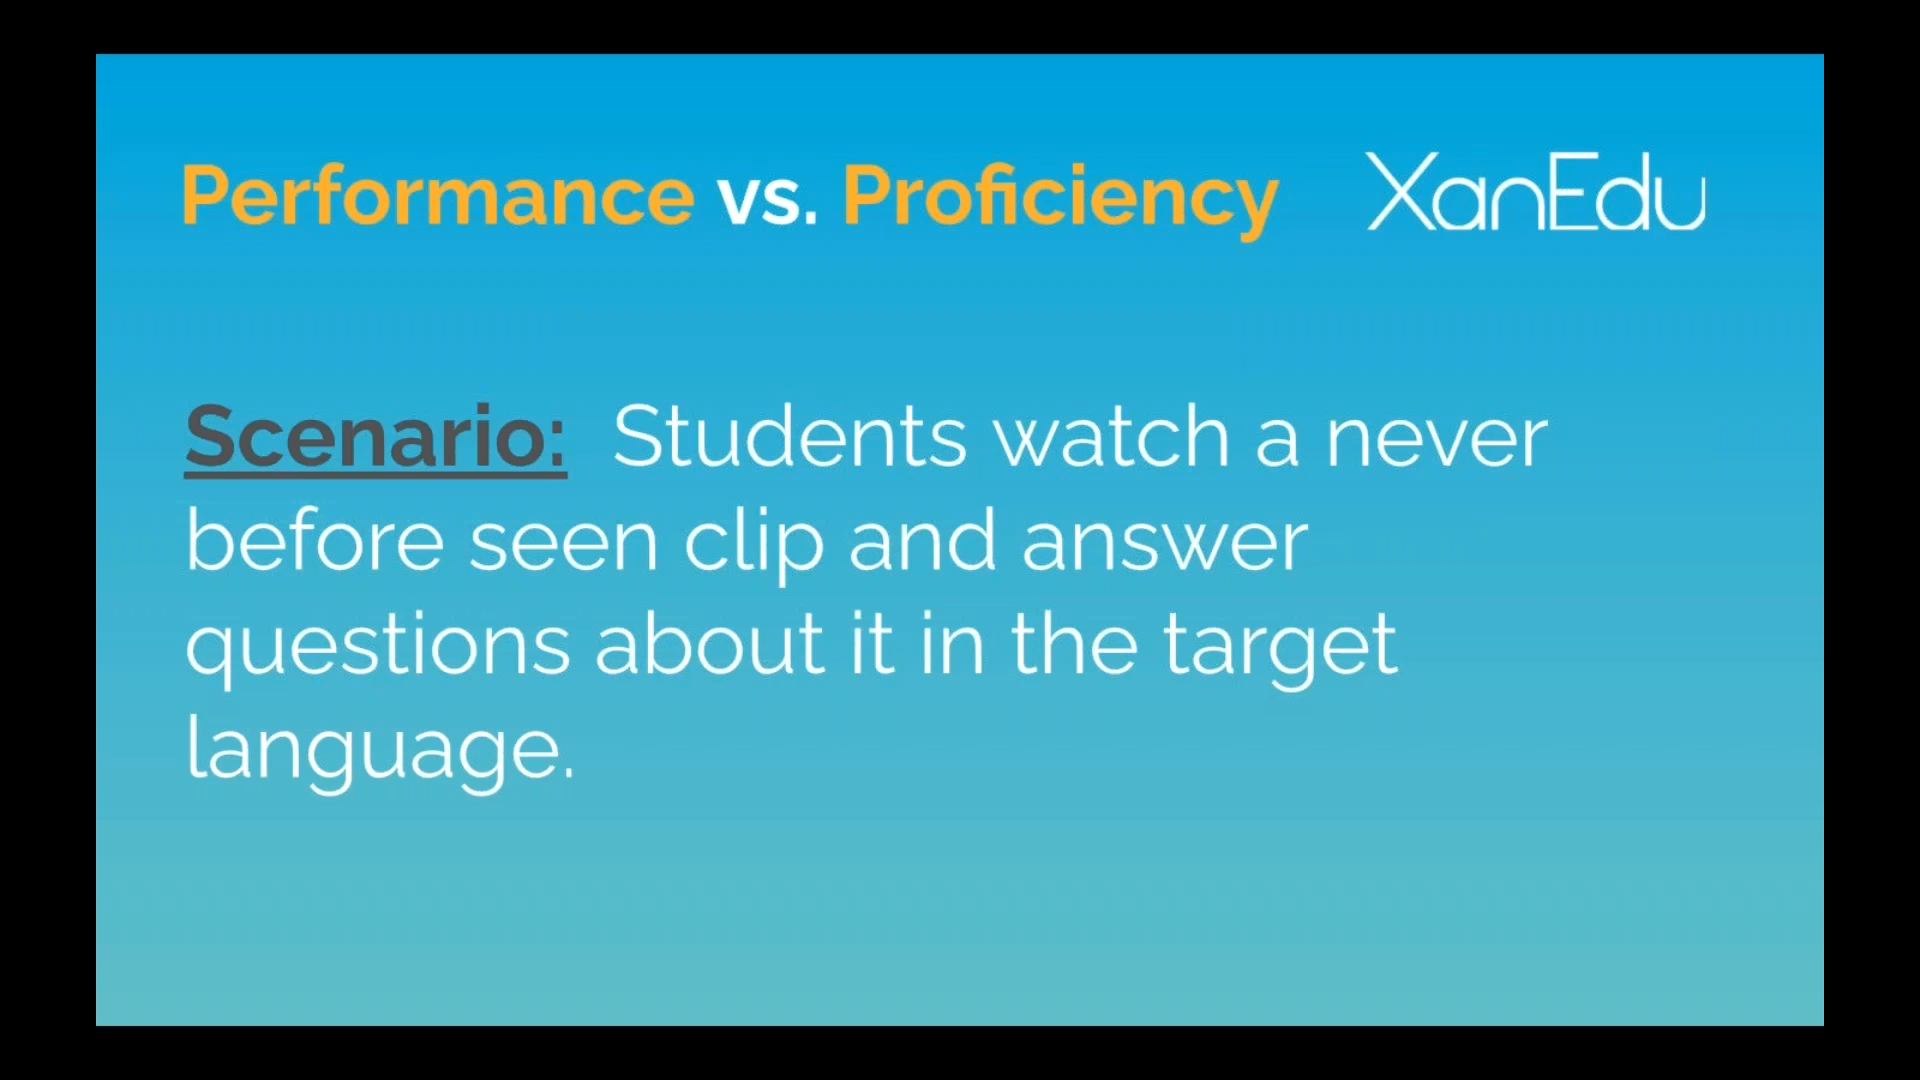 Performance vs. Proficiency
XanEdu
Scenario: Students watch a never
before seen clip and answer
questions about it in the target
language.